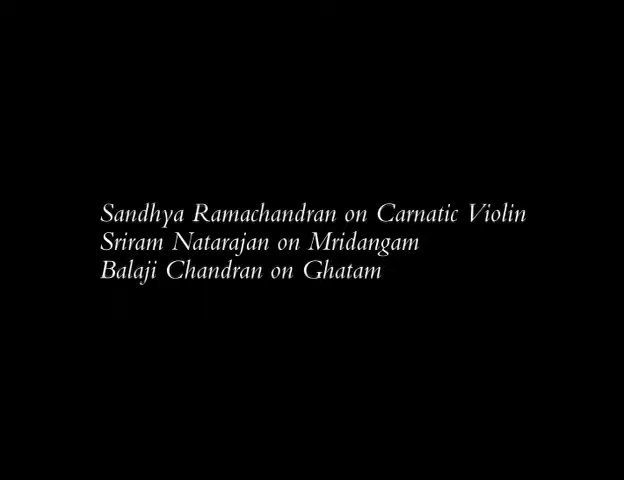 Sandhya Ramachandran on Carnatic Violin
Sriram Natarajan on Mridangam
Balaji Chandran on Ghatam